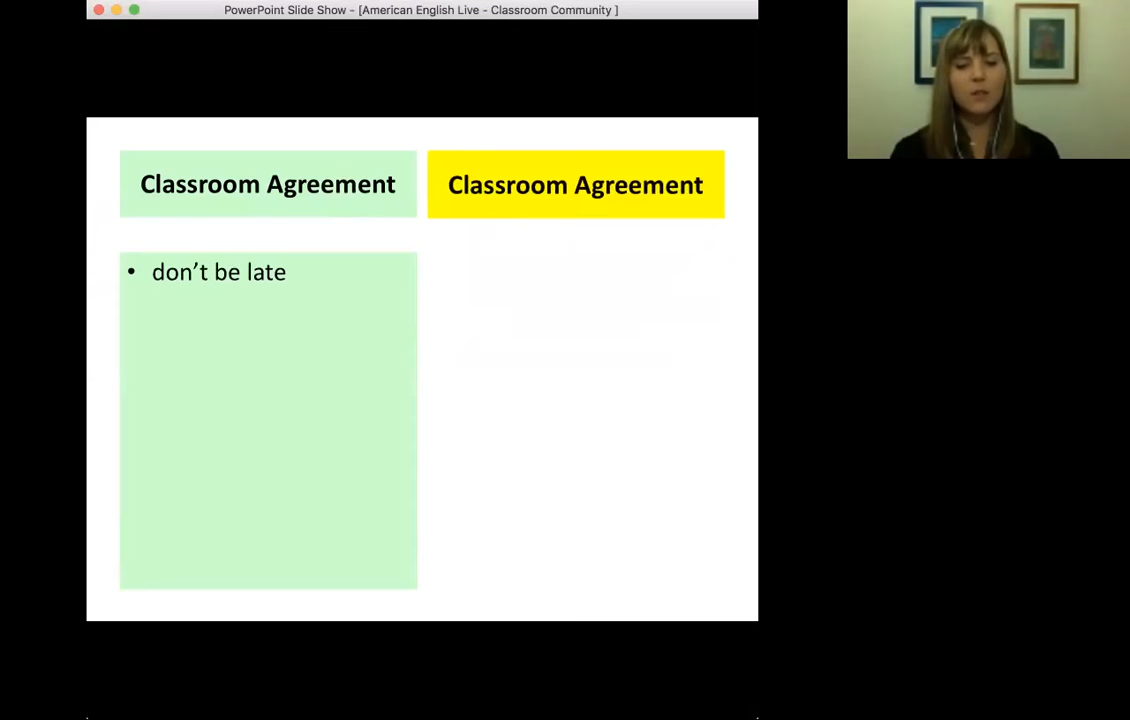 PowerPoint Slide Show - [American English Live - Classroom Community ]
Classroom Agreement
Classroom Agreement
• don’t be late